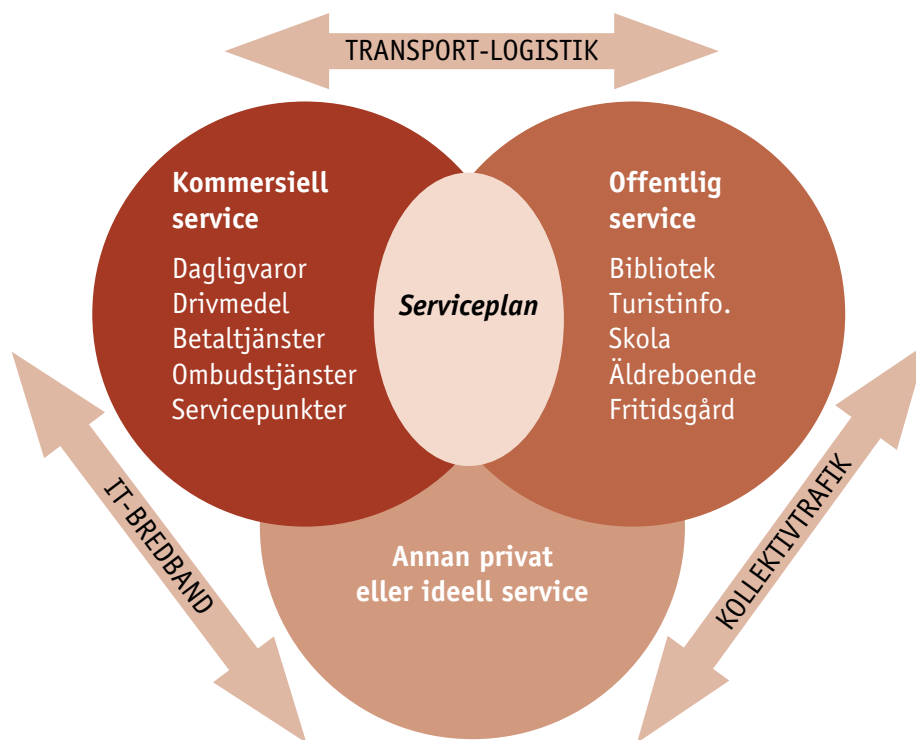 TRANSPORT-LOGISTIK
Kommersiell
service
Dagligvaror
Drivmedel
Betaltjänster
Ombudstjänster
Servicepunkter
Serviceplan
Offentlig
service
Bibliotek
Turistinfo.
Skola
Äldreboende
Fritidsgård
IT-BREDBAND
KOLLEKTIVTRAFIK
Annan privat
eller ideell service